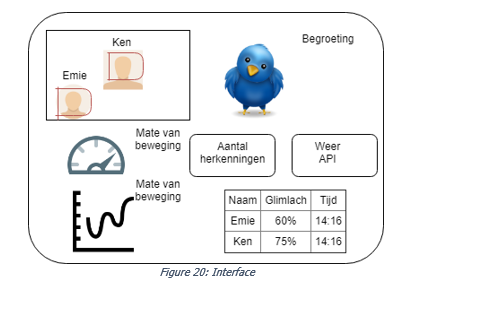 Ken
Emie
Begroeting
Mate van
beweging
Aantal
herkenningen
Weer
API
Mate van
beweging
Naam Glimlach Tijd
Emie 60% 14:16
Ken 75% 14:16
Figure 20: Interface